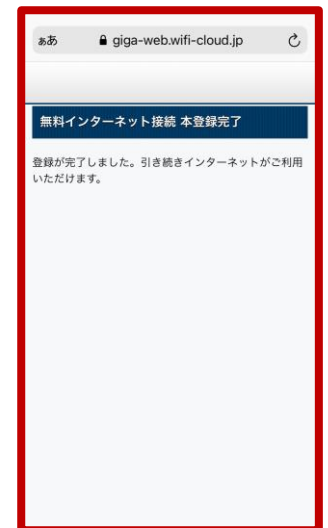 ぁあ giga-web.wifi-cloud.jp
無料インターネット接続 本登録完了
登録が完了しました。引き続きインターネットがご利用
いただけます。